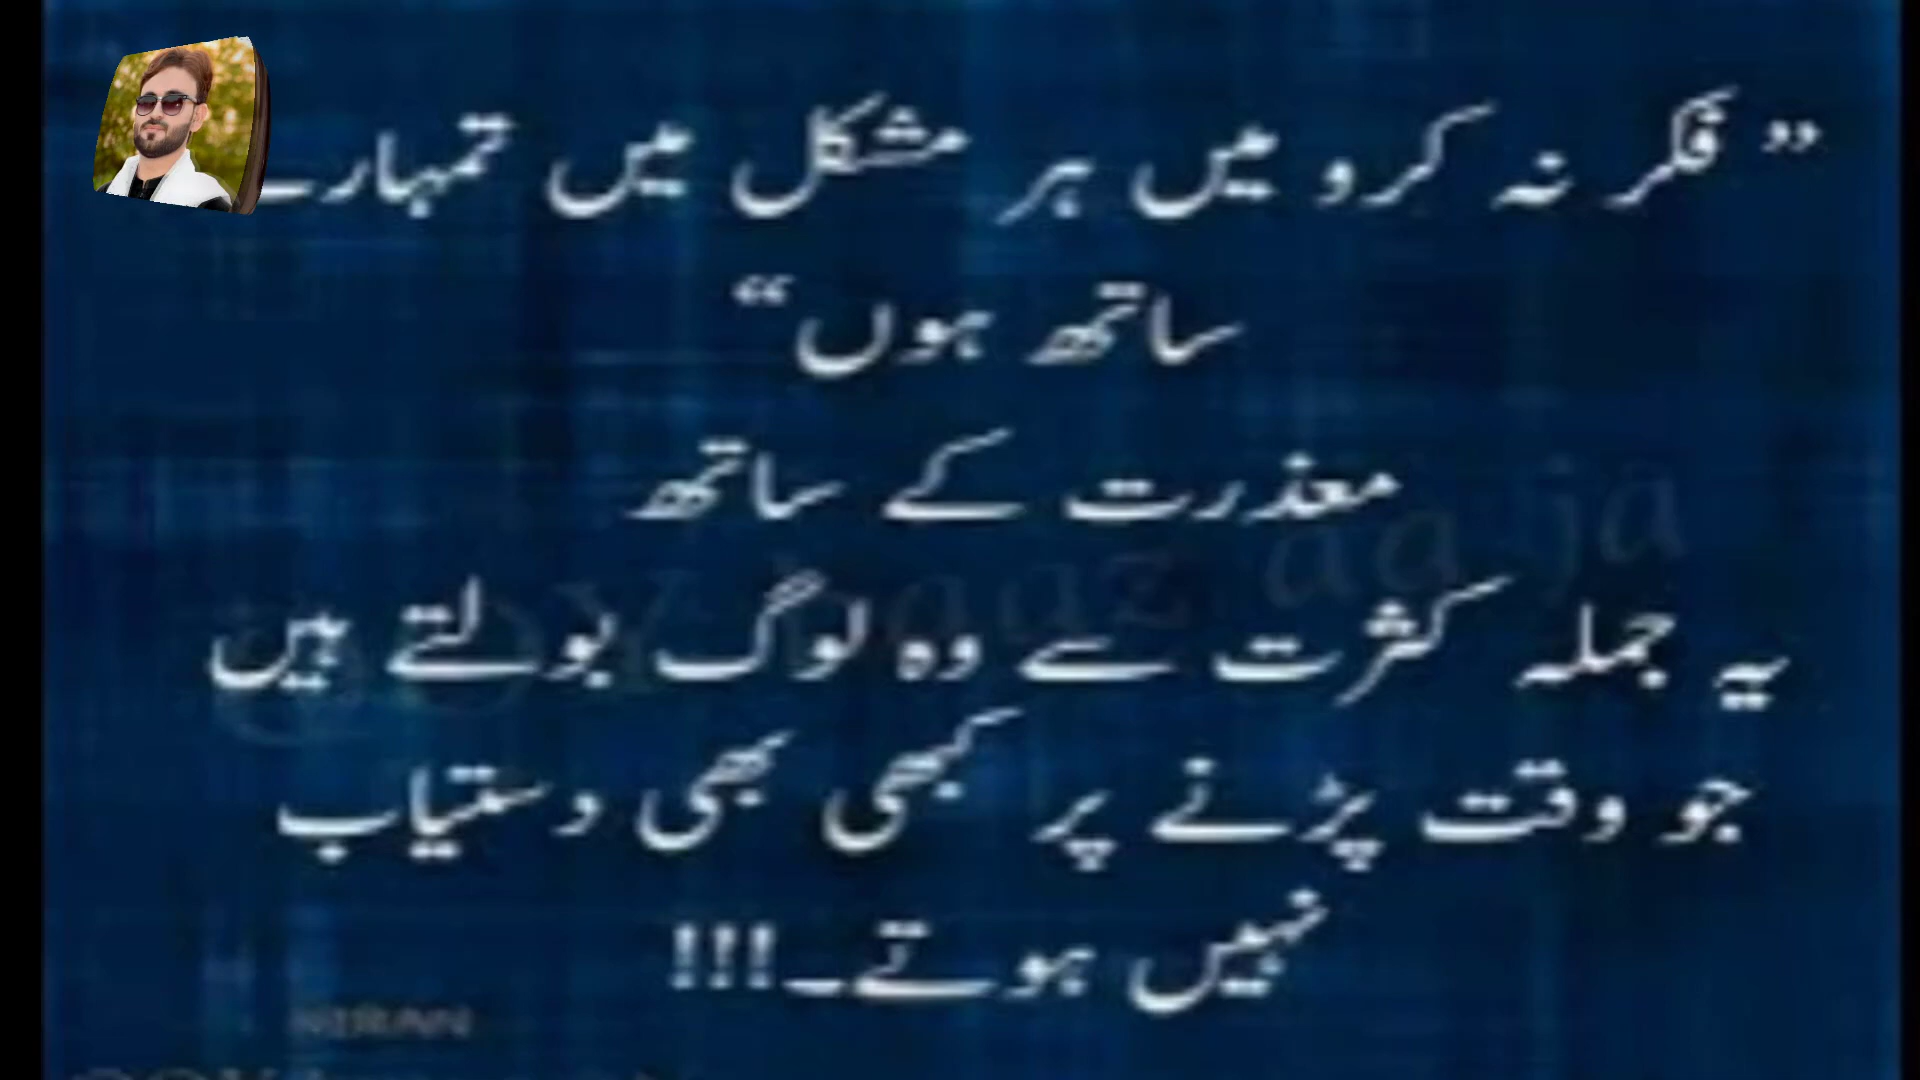 ” فکر نہ کرو میں ہر مشکل میں تمہارے
ساتھ ہوں“
معذرت کے ساتھ
یہ جملہ کثرت سے وہ لوگ بولتے ہیں
جو وقت پڑنے پر کبھی بھی دستیاب
نہیں ہوتے۔!!!